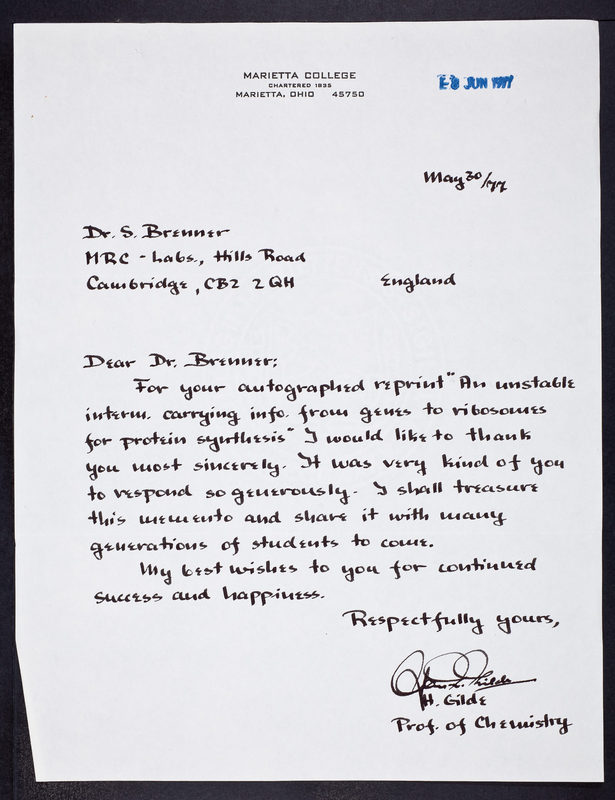 MARIETTA COLLEGE
CHARTERED 1835
MARIETTA, OHIO 45750
JUN 1977
May 30/77
Dr. S. Brenner
MRC - Labs., Hills Road
Cambridge, CB2 2QH England
Dear Dr. Brenner:
For your autographed reprint "An unstable
interm. carrying info. from genes to ribosomes
for protein synthesis" I would like to thank
you most sincerely. It was very kind of you
to respond so generously. I shall treasure
this memento and share it with many
generations of students to come.
My best wishes to you for continued
success and happiness.
Respectfully yours,
H. Gilde
Prof. of Chemistry